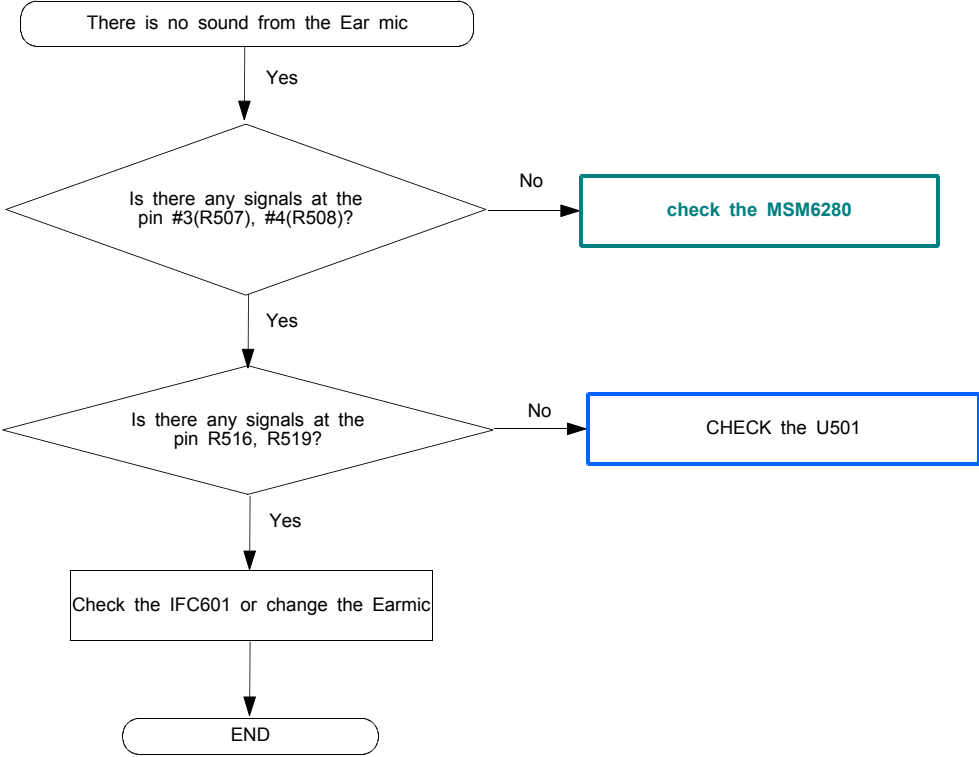 There is no sound from the Ear mic
Yes
Is there any signals at the
pin #3(R507), #4(R508)?
No
check the MSM6280
Yes
Is there any signals at the
pin R516, R519?
No
CHECK the U501
Yes
Check the IFC601 or change the Earmic
END